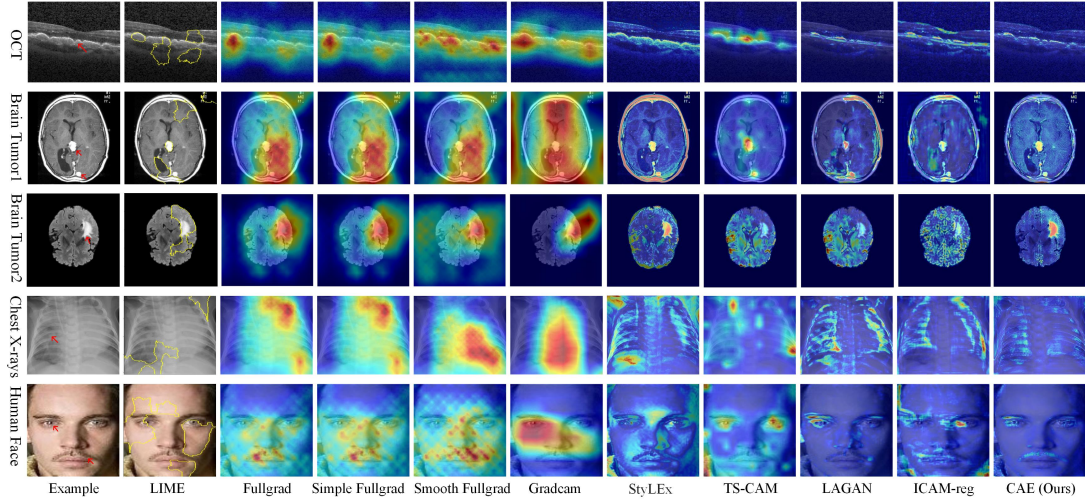 OCT
Brain Tumor1
Brain Tumor2
Chest X-rays
Human Face
Example LIME Fullgrad Simple Fullgrad Smooth Fullgrad Gradcam StyLEx TS-CAM LAGAN ICAM-reg CAE (Ours)